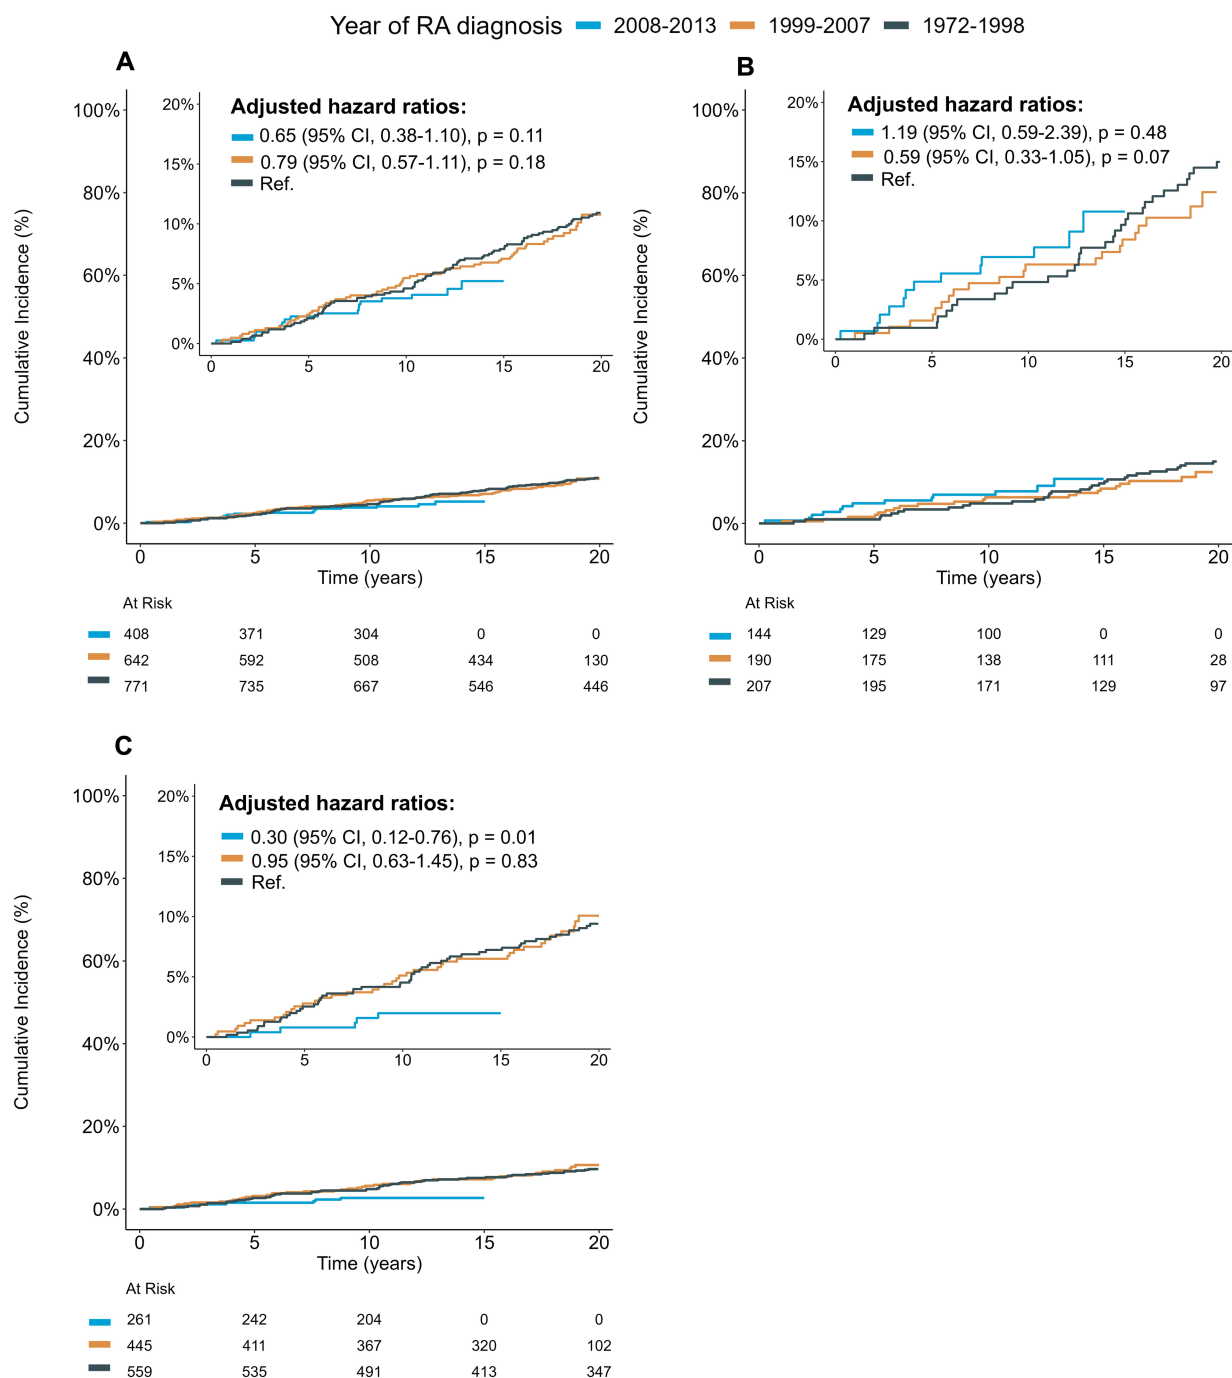 Year of RA diagnosis 2008-2013 1999-2007 1972-1998
A
Cumulative Incidence (%)
100%
80%
60%
40%
20%
0%
20%
15%
10%
5%
0%
Adjusted hazard ratios:
0.65 (95% CI, 0.38-1.10), p = 0.11
0.79 (95% CI, 0.57-1.11), p = 0.18
Ref.
0 5 10 15 20
0 5 10 15 20
Time (years)
At Risk
408 371 304 0 0
642 592 508 434 130
771 735 667 546 446
B
Cumulative Incidence (%)
100%
80%
60%
40%
20%
0%
20%
15%
10%
5%
0%
Adjusted hazard ratios:
1.19 (95% CI, 0.59-2.39), p = 0.48
0.59 (95% CI, 0.33-1.05), p = 0.07
Ref.
0 5 10 15 20
0 5 10 15 20
Time (years)
At Risk
144 129 100 0 0
190 175 138 111 28
207 195 171 129 97
C
Cumulative Incidence (%)
100%
80%
60%
40%
20%
0%
20%
15%
10%
5%
0%
Adjusted hazard ratios:
0.30 (95% CI, 0.12-0.76), p = 0.01
0.95 (95% CI, 0.63-1.45), p = 0.83
Ref.
0 5 10 15 20
0 5 10 15 20
Time (years)
At Risk
261 242 204 0 0
445 411 367 320 102
559 535 491 413 347